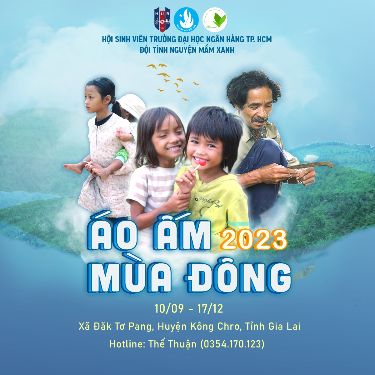 HỘI SINH VIÊN TRƯỜNG ĐẠI HỌC NGÂN HÀNG TP. HCM
ĐỘI TÌNH NGUYỆN MẦM XANH
ÁO ẤM 2023
MÙA ĐÔNG
10/09 - 17/12
Xã Đăk Tơ Pang, Huyện Kông Chro, Tỉnh Gia Lai
Hotline: Thể Thuận (0354.170.123)